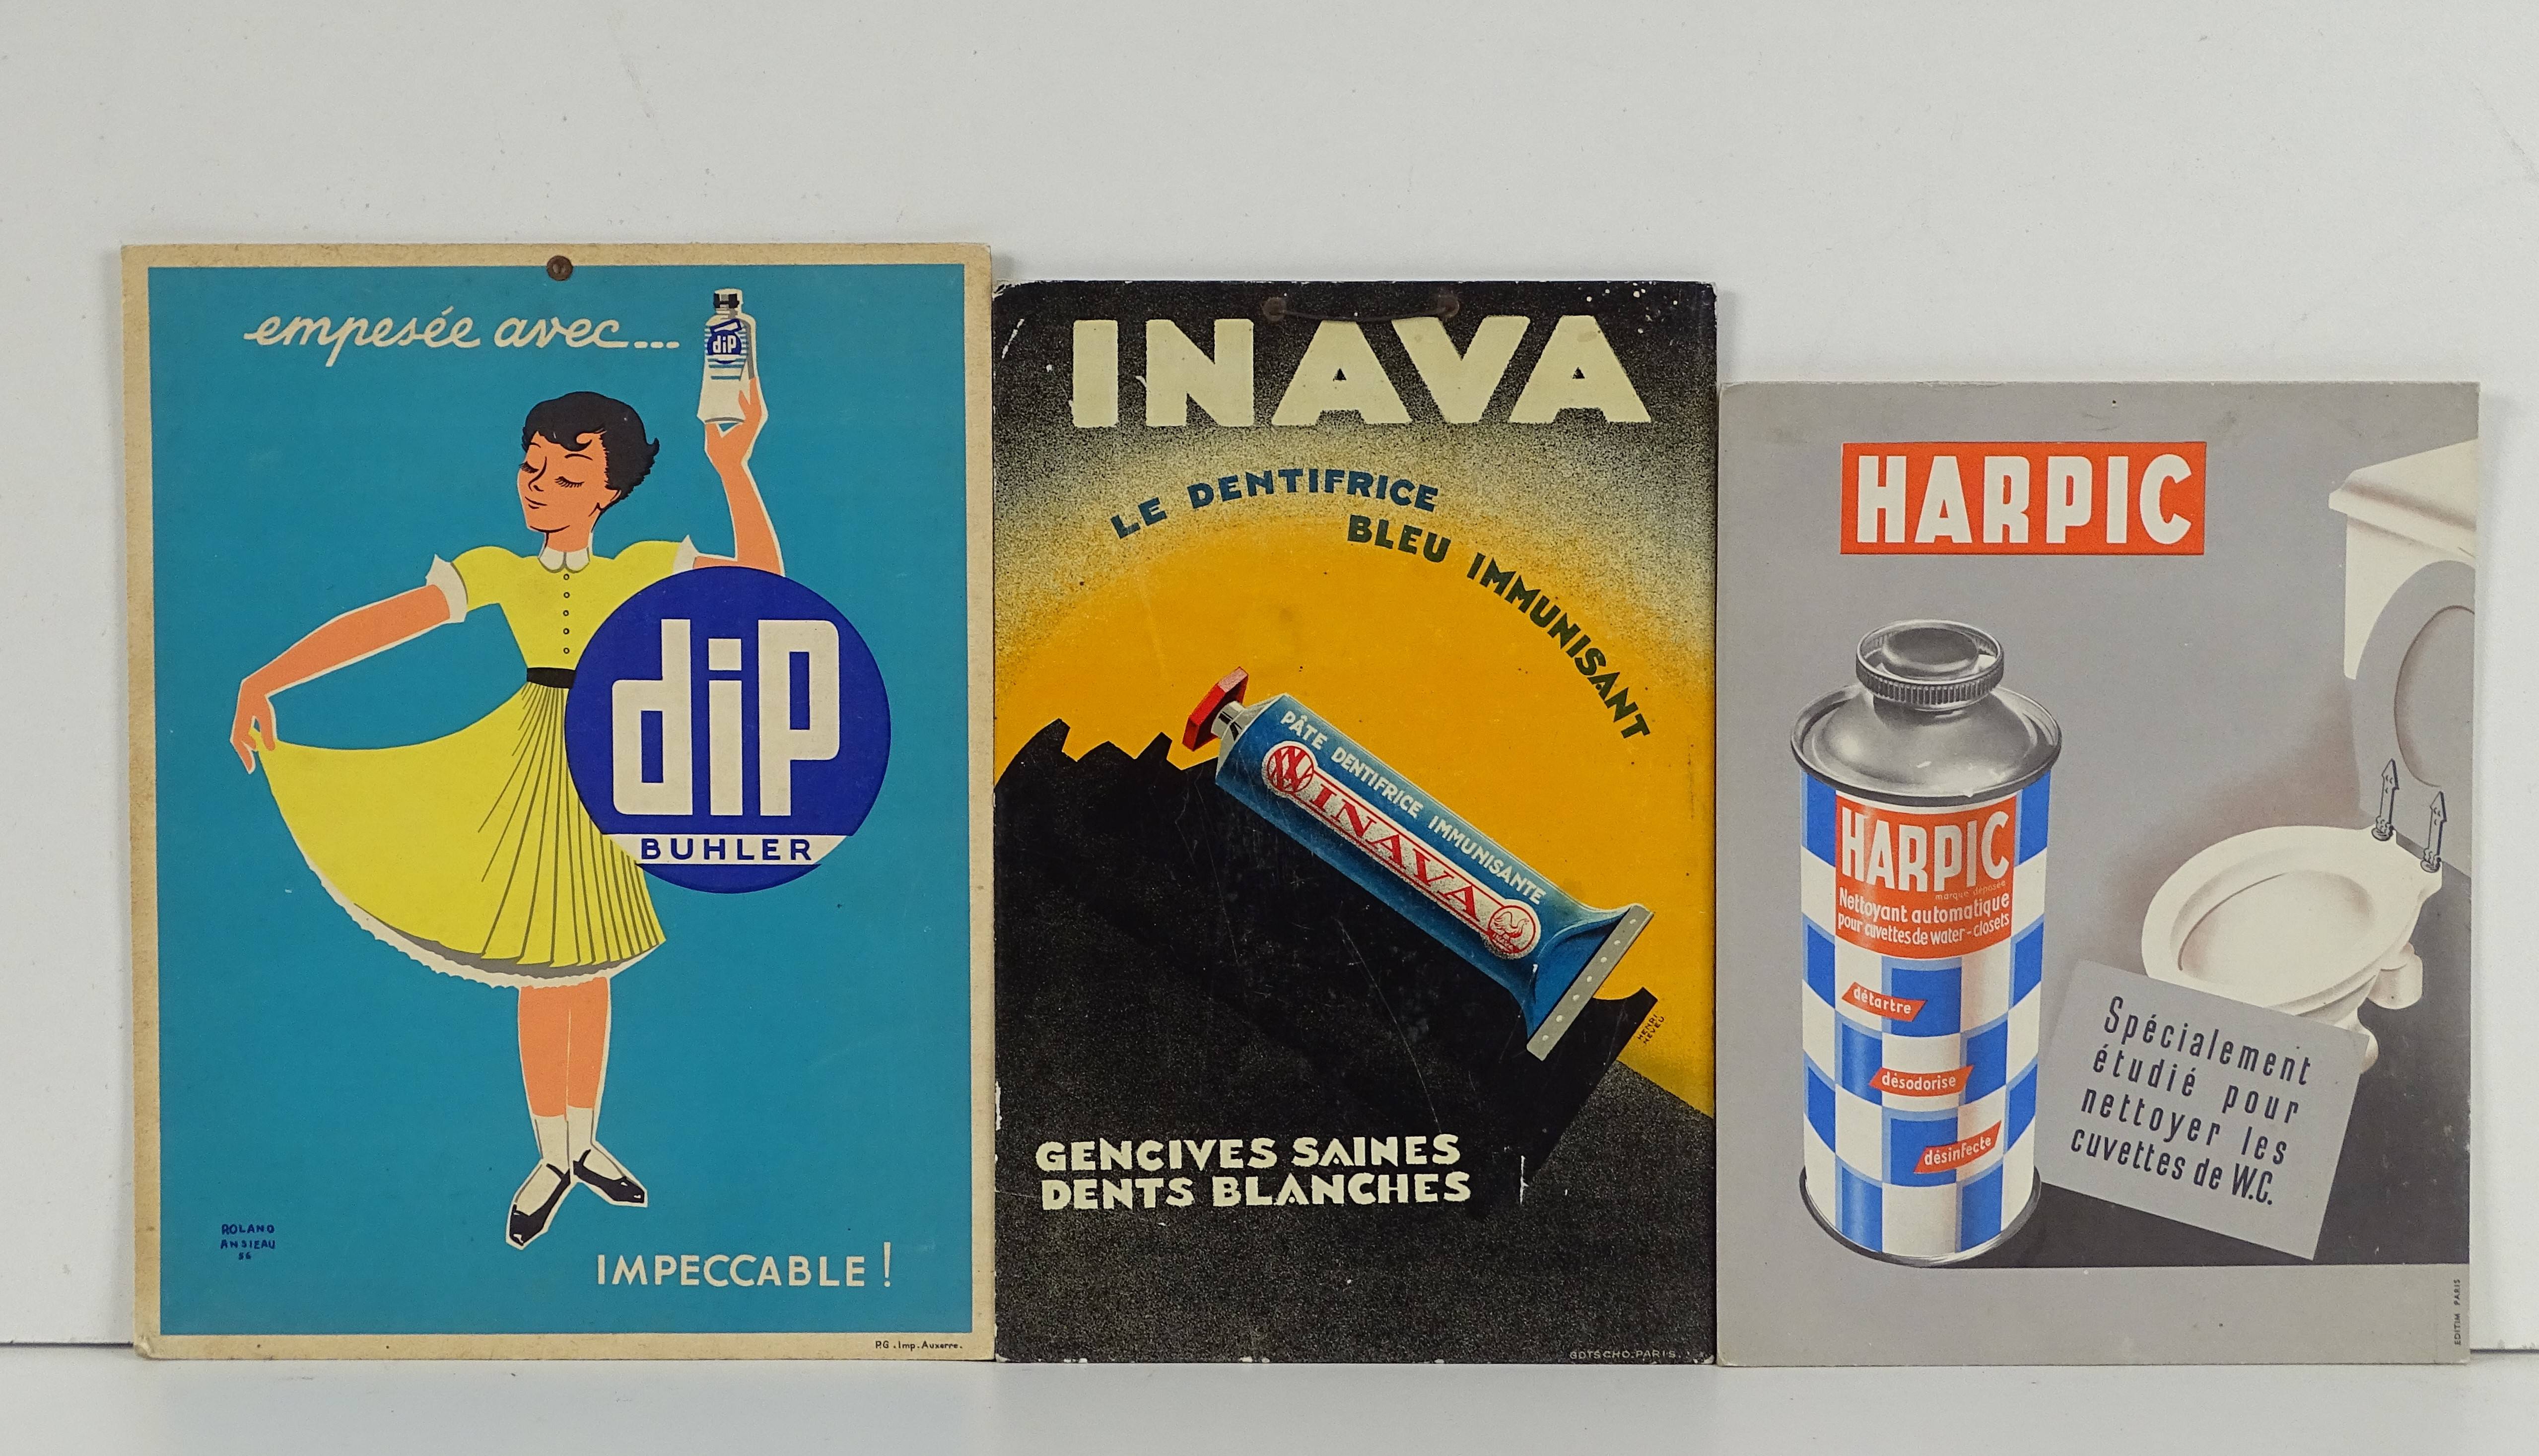 empesée avec...
diP
diP
BUHLER
ROLAND
ANSIEAU
56
IMPECCABLE !
P.G. Imp. Auxerre.
INAVA
LE DENTIFRICE
BLEU IMMUNISANT
PÂTE DENTIFRICE IMMUNISANTE
INAVA
HENRI
HEVEU
GENCIVES SAINES
DENTS BLANCHES
GOTSCHO.PARIS.
HARPIC
HARPIC
marque déposée
Nettoyant automatique
pour cuvettes de water-closets
détartre
désodorise
désinfecte
Spécialement
étudié pour
nettoyer les
cuvettes de W.C.
EDITIM PARIS